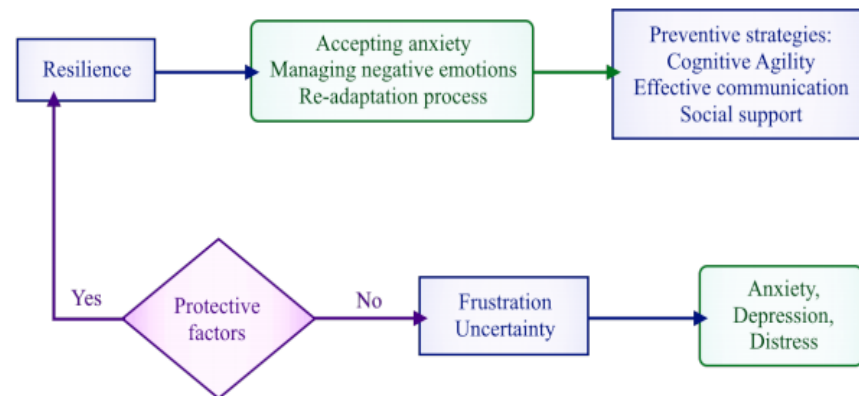 Resilience
Accepting anxiety
Managing negative emotions
Re-adaptation process
Preventive strategies:
Cognitive Agility
Effective communication
Social support
Yes
Protective
factors
No
Frustration
Uncertainty
Anxiety,
Depression,
Distress